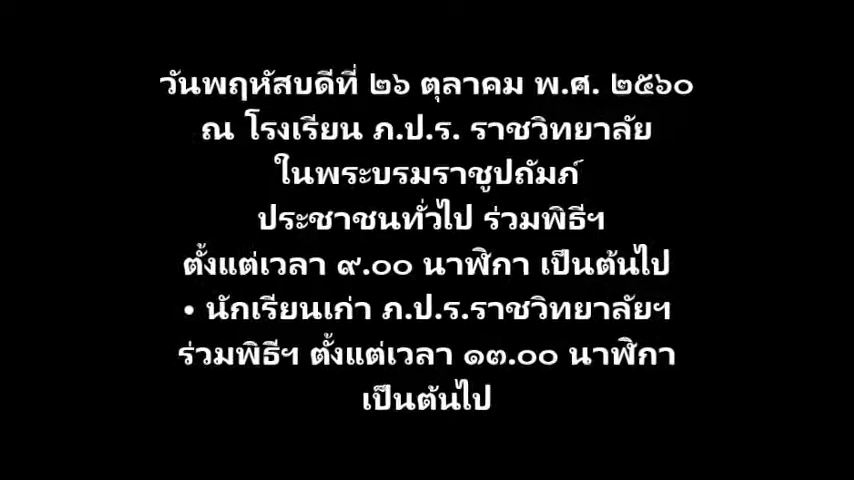 วันพฤหัสบดีที่ ๒๖ ตุลาคม พ.ศ. ๒๕๖๐
ณ โรงเรียน ภ.ป.ร. ราชวิทยาลัย
ในพระบรมราชูปถัมภ์
ประชาชนทั่วไป ร่วมพิธีฯ
ตั้งแต่เวลา ๙.๐๐ นาฬิกา เป็นต้นไป
• นักเรียนเก่า ภ.ป.ร.ราชวิทยาลัยฯ
ร่วมพิธีฯ ตั้งแต่เวลา ๑๓.๐๐ นาฬิกา
เป็นต้นไป